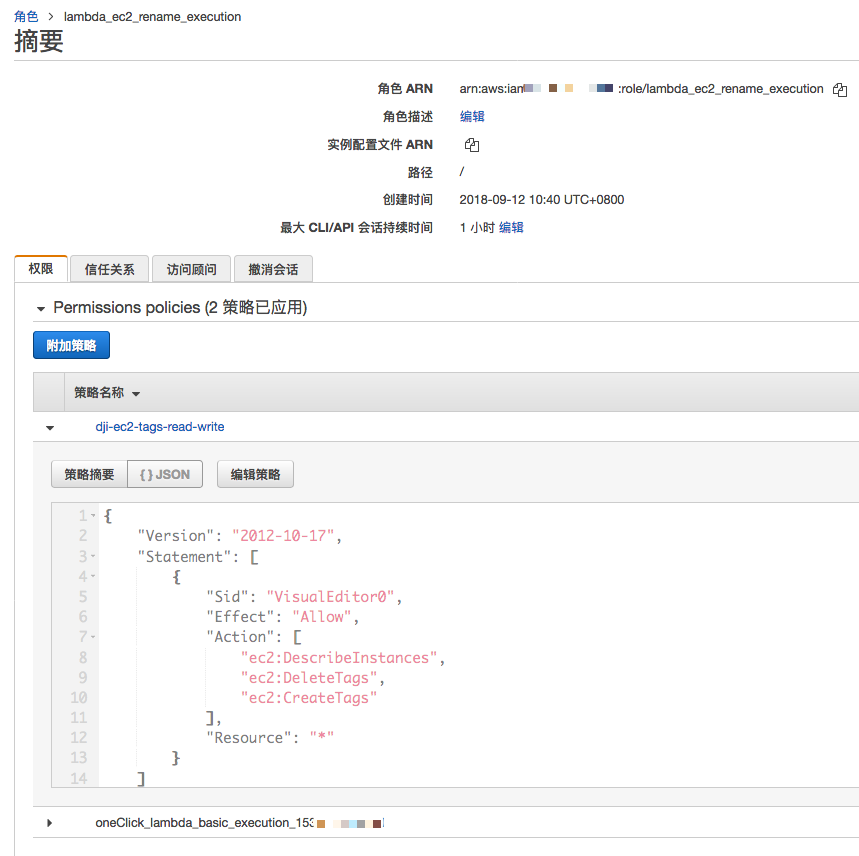 角色 > lambda_ec2_rename_execution
摘要
角色 ARN arn:aws:iam :role/lambda_ec2_rename_execution
角色描述 编辑
实例配置文件 ARN
路径 /
创建时间 2018-09-12 10:40 UTC+0800
最大 CLI/API 会话持续时间 1 小时 编辑
权限 信任关系 访问顾问 撤消会话
Permissions policies (2 策略已应用)
附加策略
策略名称
dji-ec2-tags-read-write
策略摘要 { } JSON 编辑策略
1 {
2 "Version": "2012-10-17",
3 "Statement": [
4 {
5 "Sid": "VisualEditor0",
6 "Effect": "Allow",
7 "Action": [
8 "ec2:DescribeInstances",
9 "ec2:DeleteTags",
10 "ec2:CreateTags"
11 ],
12 "Resource": "*"
13 }
14 ]
oneClick_lambda_basic_execution_153